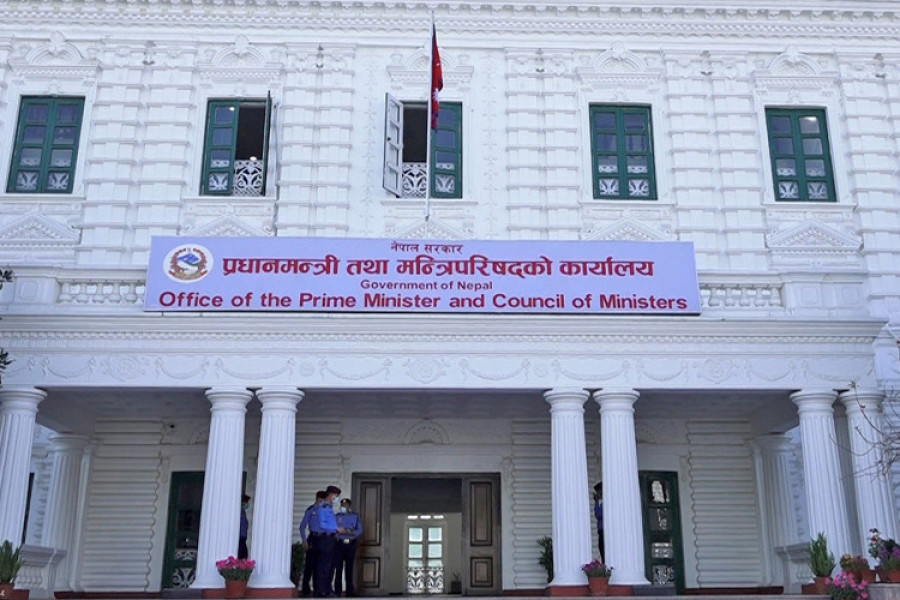 नेपाल सरकार
प्रधानमन्त्री तथा मन्त्रिपरिषद्को कार्यालय
Government of Nepal
Office of the Prime Minister and Council of Ministers